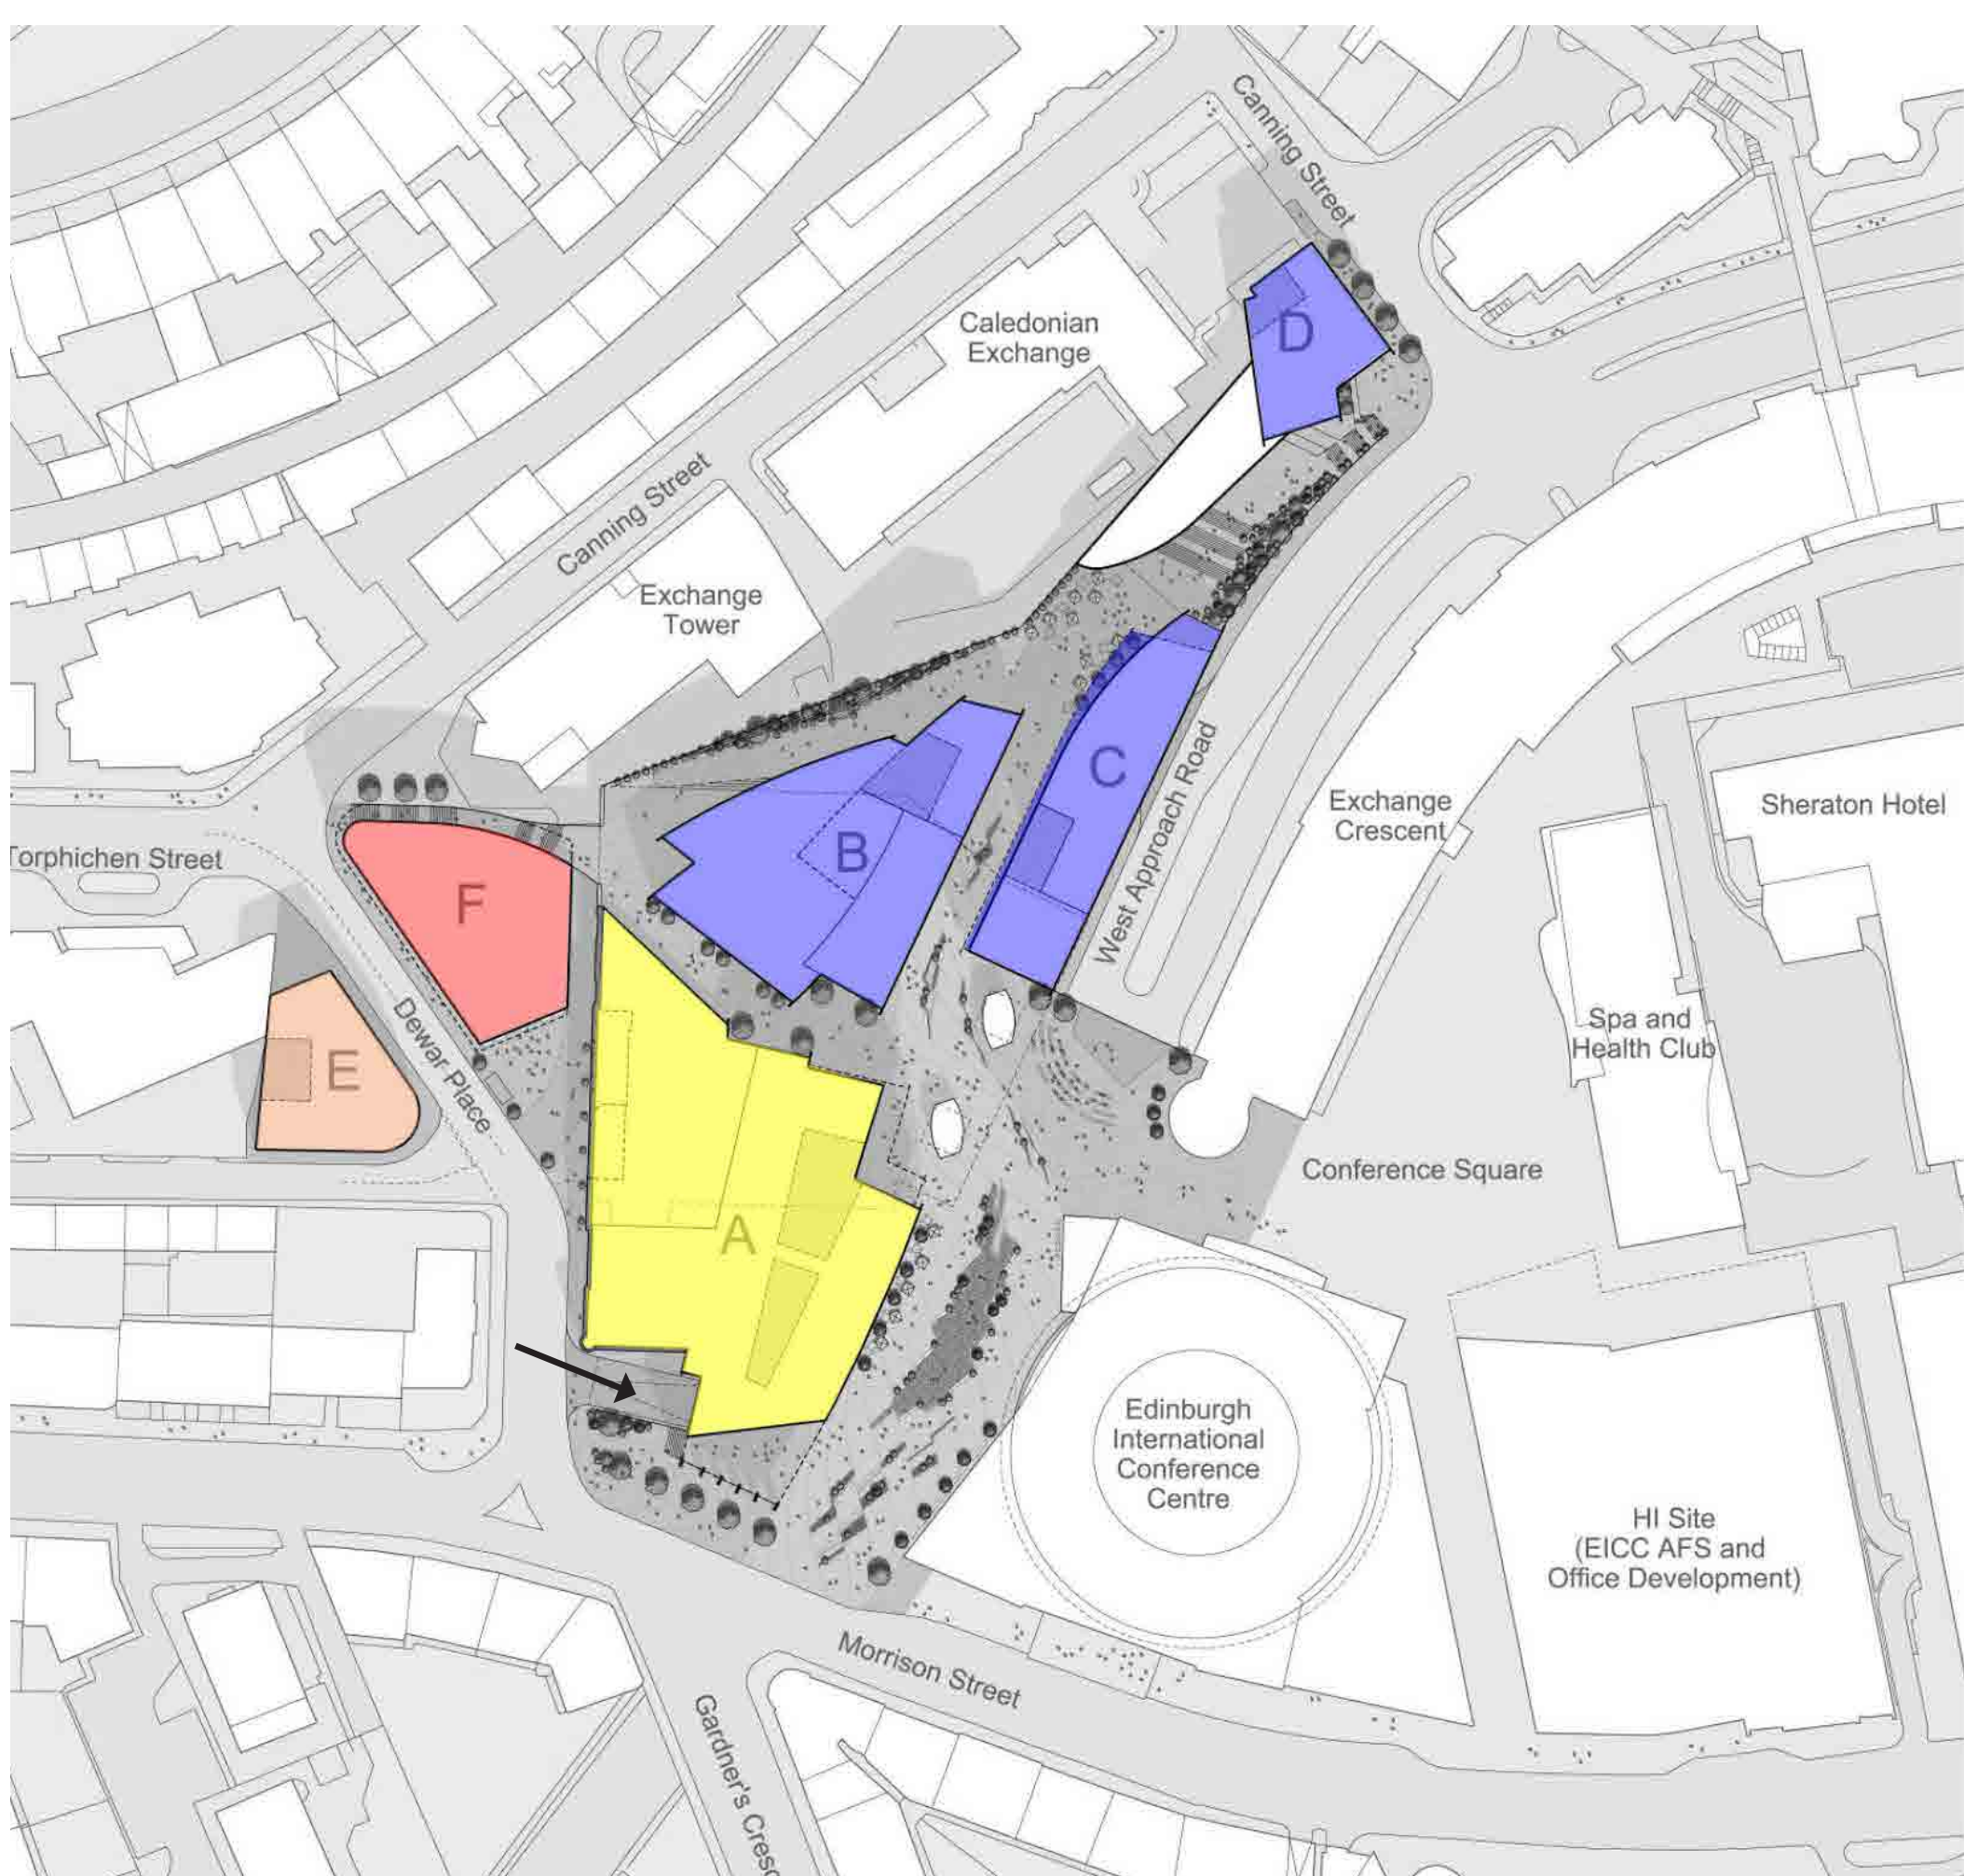 Canning Street
Caledonian
Exchange
D
Canning Street
Exchange
Tower
C
West Approach Road
Exchange
Crescent
Sheraton Hotel
B
Torphichen Street
F
Dewar Place
E
Spa and
Health Club
Conference Square
A
Edinburgh
International
Conference
Centre
HI Site
(EICC AFS and
Office Development)
Morrison Street
Gardner's Cresc